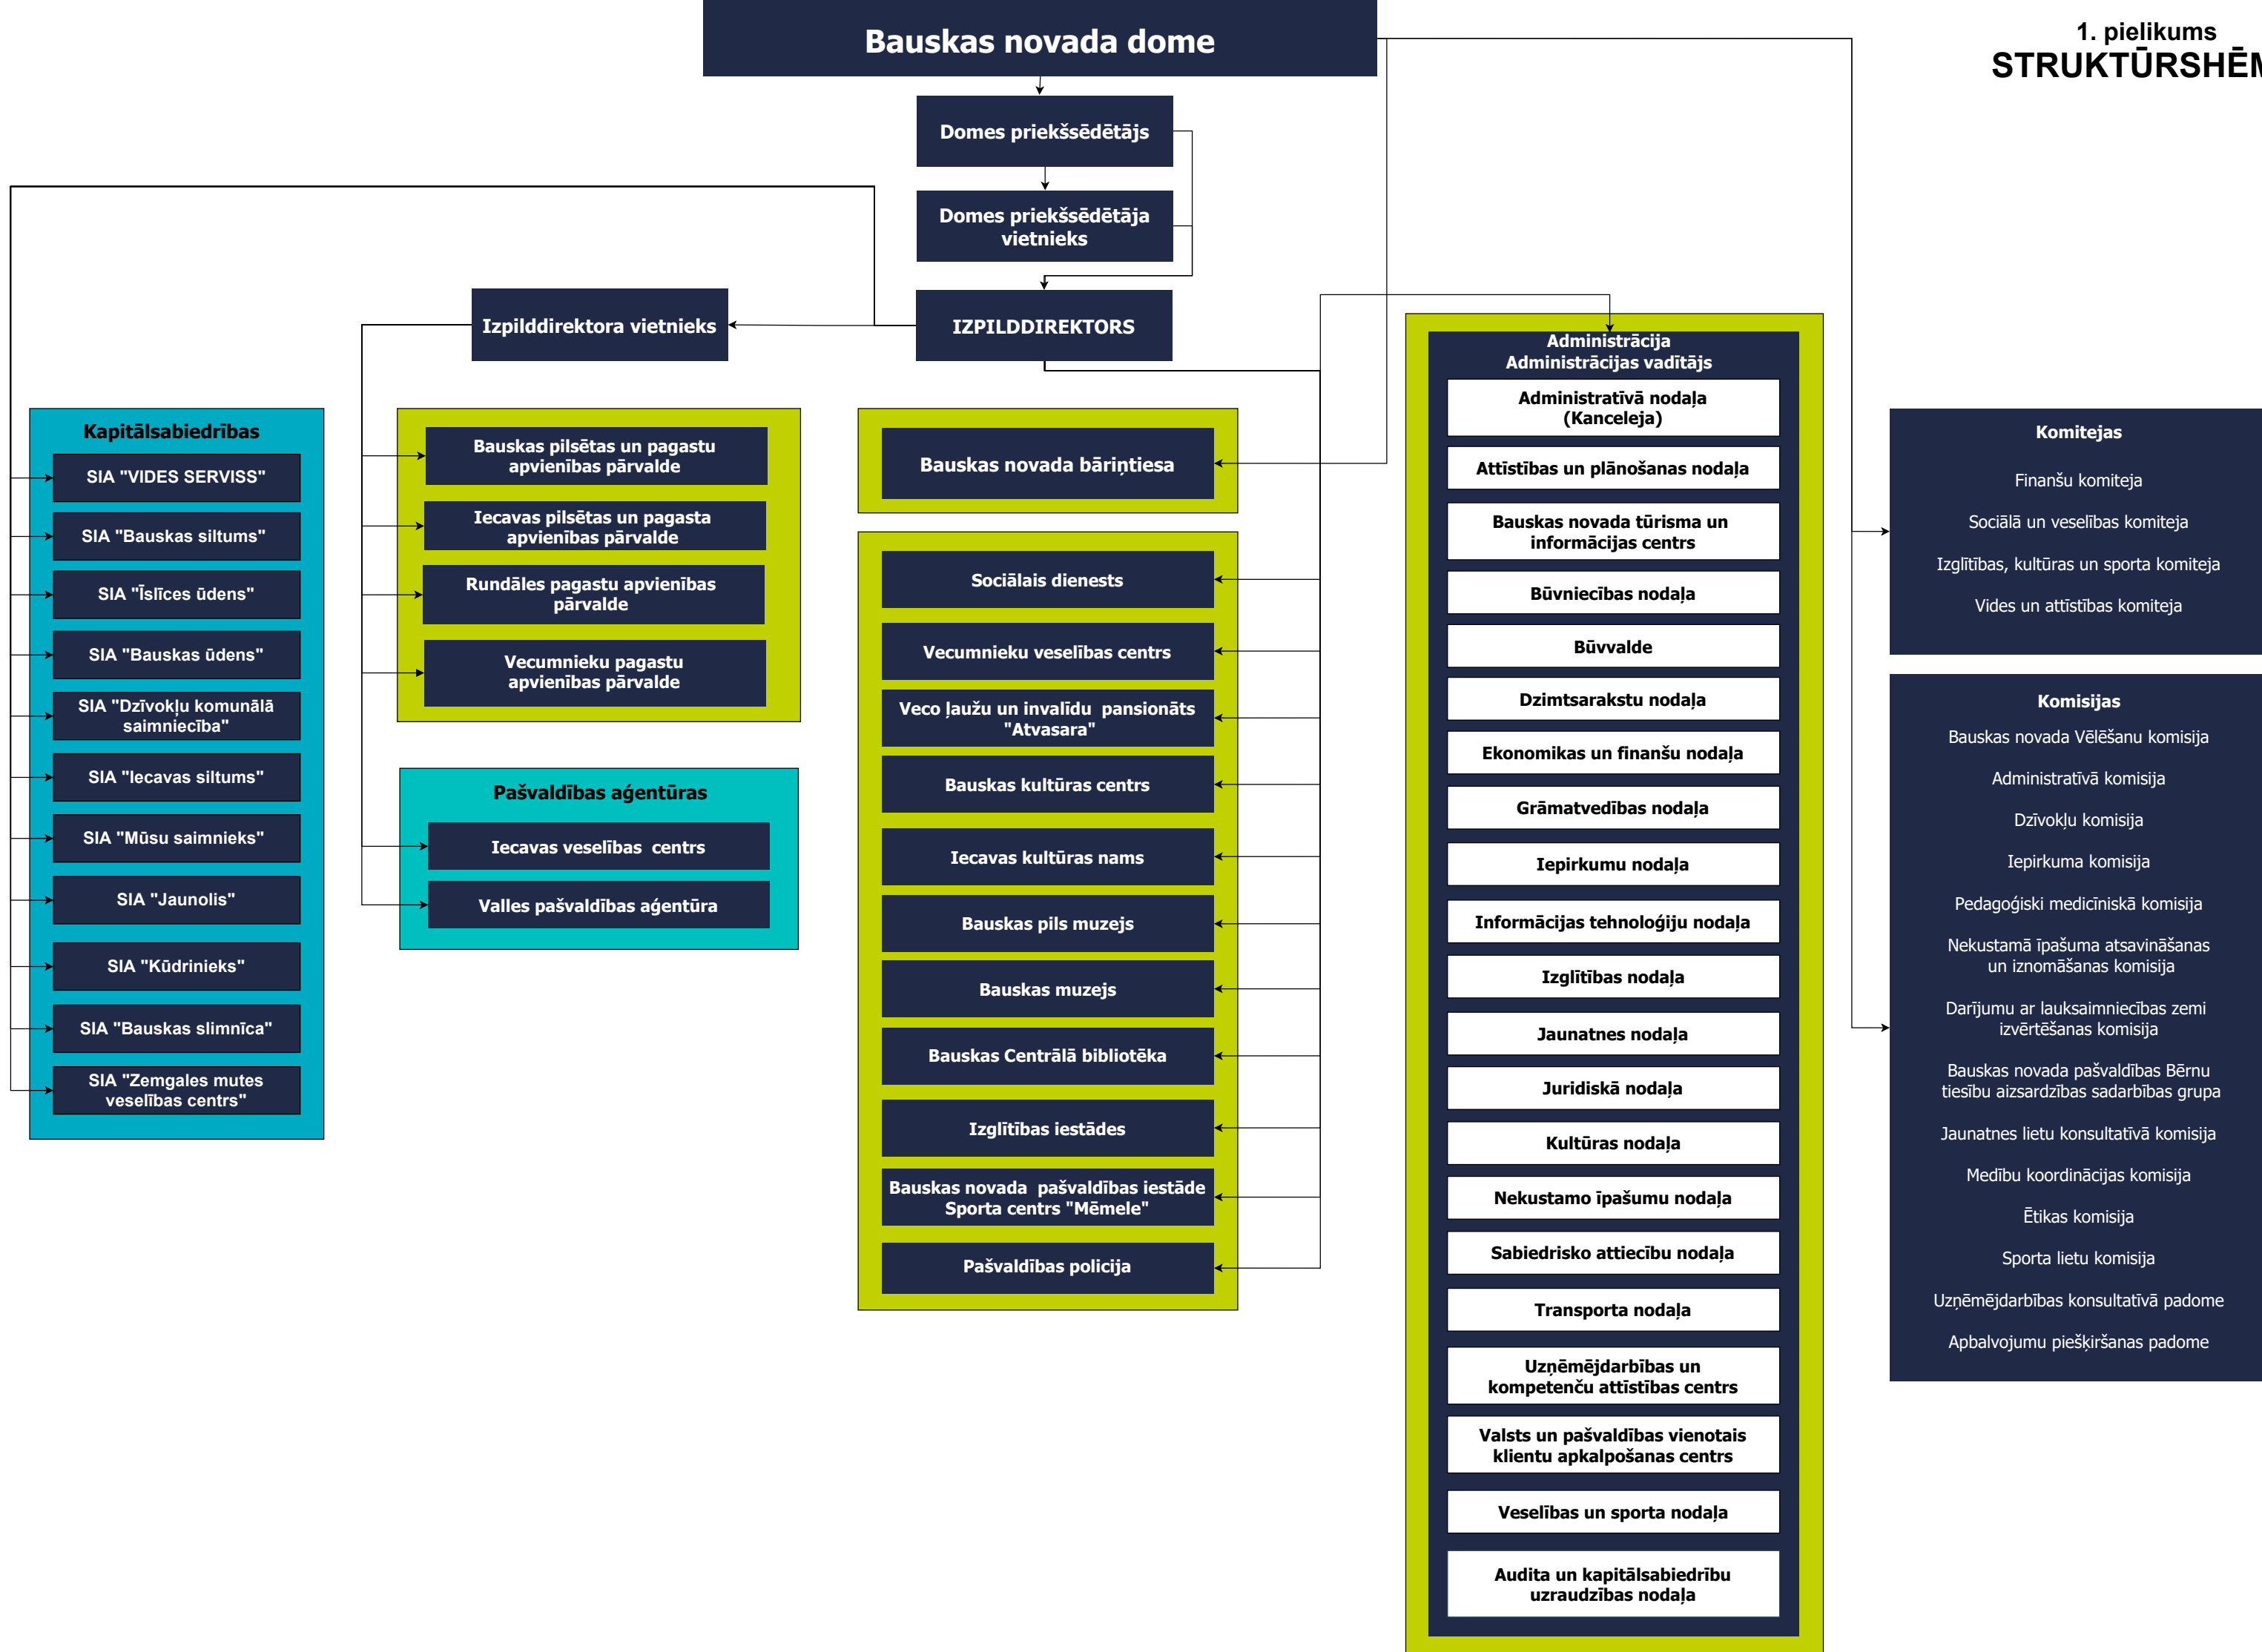 Bauskas novada dome
1. pielikums
STRUKTŪRSHĒM
Domes priekšsēdētājs
Domes priekšsēdētāja
vietnieks
Izpilddirektora vietnieks
IZPILDDIREKTORS
Kapitālsabiedrības
SIA "VIDES SERVISS"
SIA "Bauskas siltums"
SIA "Īslīces ūdens"
SIA "Bauskas ūdens"
SIA "Dzīvokļu komunālā
saimniecība"
SIA "Iecavas siltums"
SIA "Mūsu saimnieks"
SIA "Jaunolis"
SIA "Kūdrinieks"
SIA "Bauskas slimnīca"
SIA "Zemgales mutes
veselības centrs"
Bauskas pilsētas un pagastu
apvienības pārvalde
Iecavas pilsētas un pagasta
apvienības pārvalde
Rundāles pagastu apvienības
pārvalde
Vecumnieku pagastu
apvienības pārvalde
Pašvaldības aģentūras
Iecavas veselības centrs
Valles pašvaldības aģentūra
Bauskas novada bāriņtiesa
Sociālais dienests
Vecumnieku veselības centrs
Veco ļaužu un invalīdu pansionāts
"Atvasara"
Bauskas kultūras centrs
Iecavas kultūras nams
Bauskas pils muzejs
Bauskas muzejs
Bauskas Centrālā bibliotēka
Izglītības iestādes
Bauskas novada pašvaldības iestāde
Sporta centrs "Mēmele"
Pašvaldības policija
Administrācija
Administrācijas vadītājs
Administratīvā nodaļa
(Kanceleja)
Attīstības un plānošanas nodaļa
Bauskas novada tūrisma un
informācijas centrs
Būvniecības nodaļa
Būvvalde
Dzimtsarakstu nodaļa
Ekonomikas un finanšu nodaļa
Grāmatvedības nodaļa
Iepirkumu nodaļa
Informācijas tehnoloģiju nodaļa
Izglītības nodaļa
Jaunatnes nodaļa
Juridiskā nodaļa
Kultūras nodaļa
Nekustamo īpašumu nodaļa
Sabiedrisko attiecību nodaļa
Transporta nodaļa
Uzņēmējdarbības un
kompetenču attīstības centrs
Valsts un pašvaldības vienotais
klientu apkalpošanas centrs
Veselības un sporta nodaļa
Audita un kapitālsabiedrību
uzraudzības nodaļa
Komitejas
Finanšu komiteja
Sociālā un veselības komiteja
Izglītības, kultūras un sporta komiteja
Vides un attīstības komiteja
Komisijas
Bauskas novada Vēlēšanu komisija
Administratīvā komisija
Dzīvokļu komisija
Iepirkuma komisija
Pedagoģiski medicīniskā komisija
Nekustamā īpašuma atsavināšanas
un iznomāšanas komisija
Darījumu ar lauksaimniecības zemi
izvērtēšanas komisija
Bauskas novada pašvaldības Bērnu
tiesību aizsardzības sadarbības grupa
Jaunatnes lietu konsultatīvā komisija
Medību koordinācijas komisija
Ētikas komisija
Sporta lietu komisija
Uzņēmējdarbības konsultatīvā padome
Apbalvojumu piešķiršanas padome